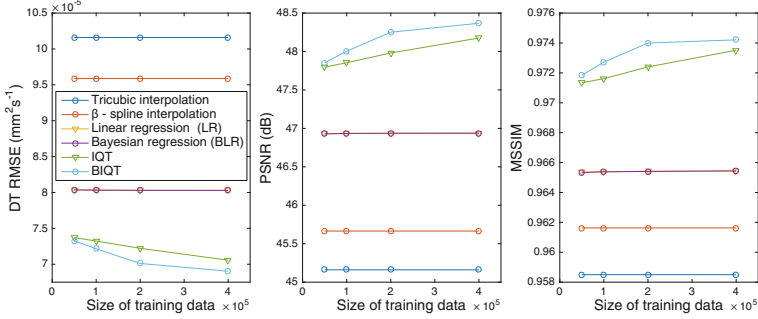 10.5 × 10⁻⁵
10
9.5
9
8.5
8
7.5
7
DT RMSE (mm²s⁻¹)
Tricubic interpolation
β - spline interpolation
Linear regression (LR)
Bayesian regression (BLR)
IQT
BIQT
0 1 2 3 4
Size of training data × 10⁵
48.5
48
47.5
47
46.5
46
45.5
45
PSNR (dB)
0 1 2 3 4
Size of training data × 10⁵
0.976
0.974
0.972
0.97
0.968
0.966
0.964
0.962
0.96
0.958
MSSIM
0 1 2 3 4
Size of training data × 10⁵